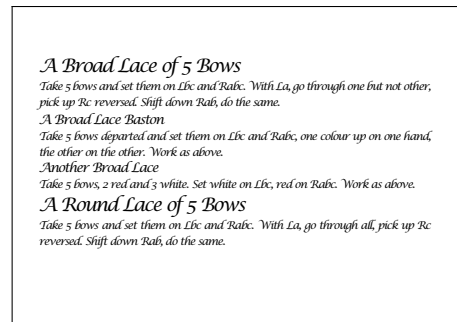 A Broad Lace of 5 Bows
Take 5 bows and set them on Lbc and Rabc. With La, go through one but not other,
pick up Rc reversed. Shift down Rab, do the same.
A Broad Lace Baston
Take 5 bows departed and set them on Lbc and Rabc, one colour up on one hand,
the other on the other. Work as above.
Another Broad Lace
Take 5 bows, 2 red and 3 white. Set white on Lbc, red on Rabc. Work as above.
A Round Lace of 5 Bows
Take 5 bows and set them on Lbc and Rabc. With La, go through all, pick up Rc
reversed. Shift down Rab, do the same.